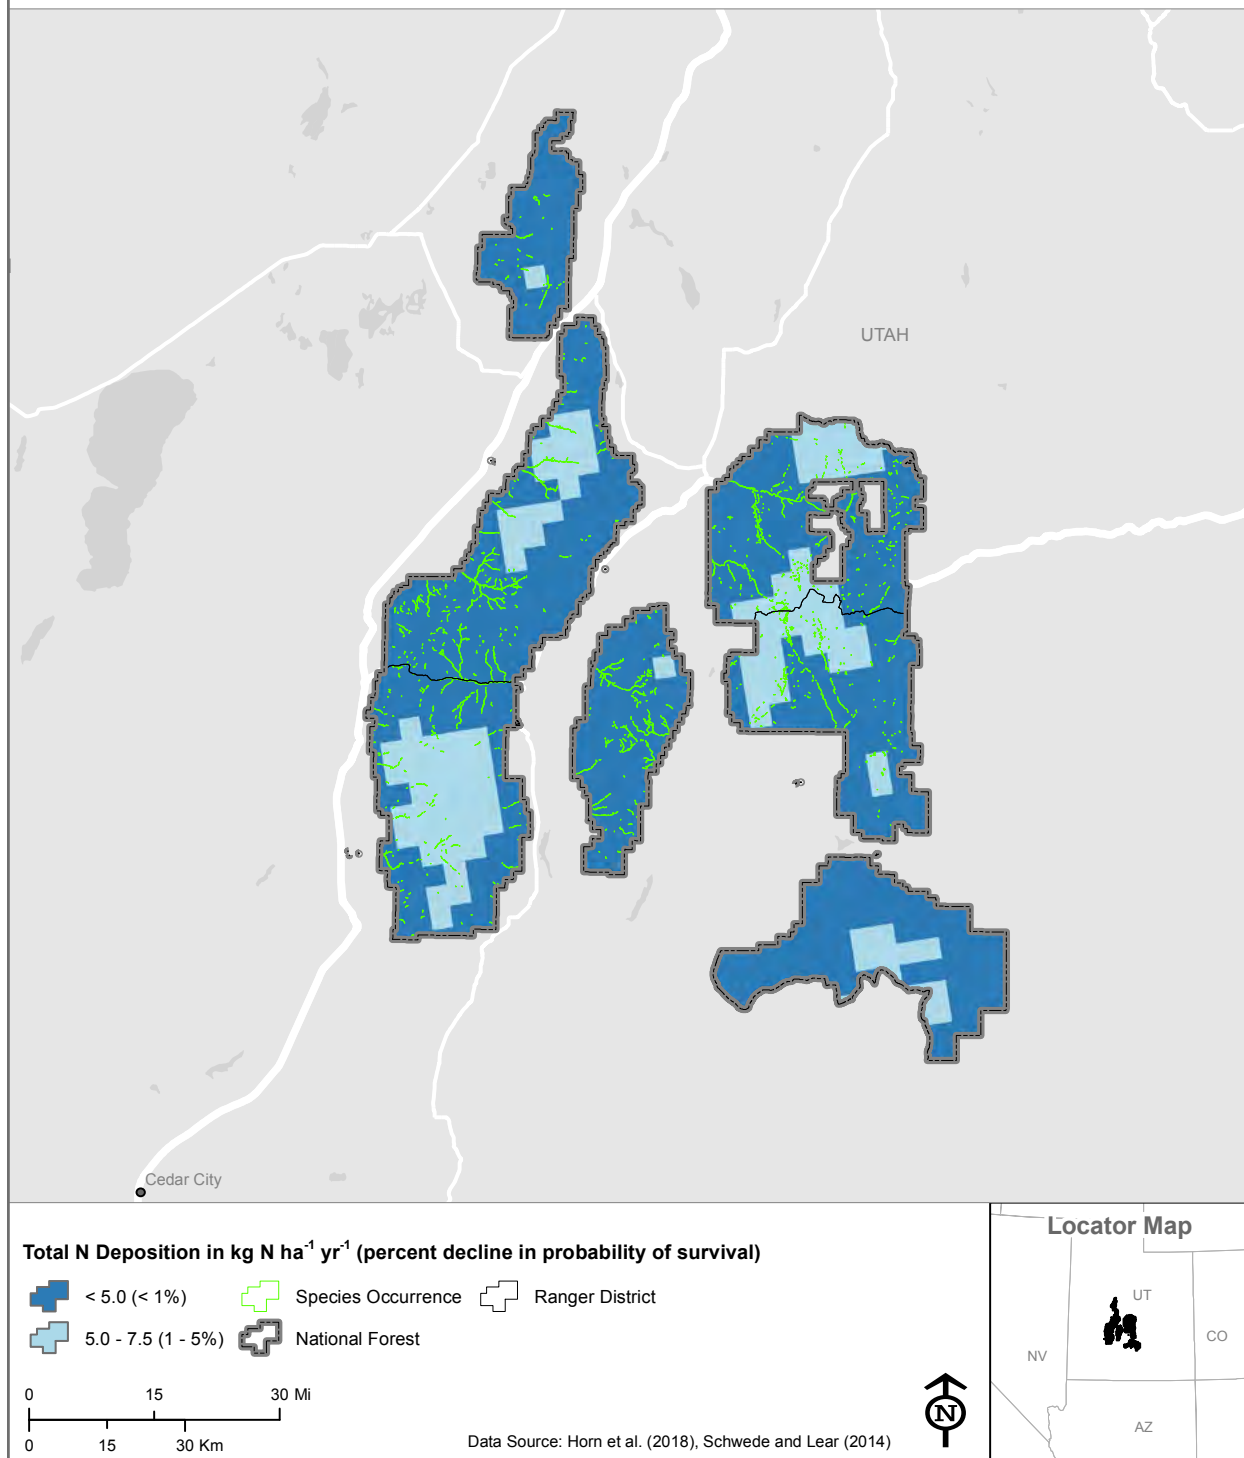 UTAH
Cedar City
Total N Deposition in kg N ha⁻¹ yr⁻¹ (percent decline in probability of survival)
< 5.0 (< 1%)
Species Occurrence
Ranger District
5.0 - 7.5 (1 - 5%)
National Forest
0 15 30 Mi
0 15 30 Km
N
Data Source: Horn et al. (2018), Schwede and Lear (2014)
Locator Map
UT
CO
NV
AZ